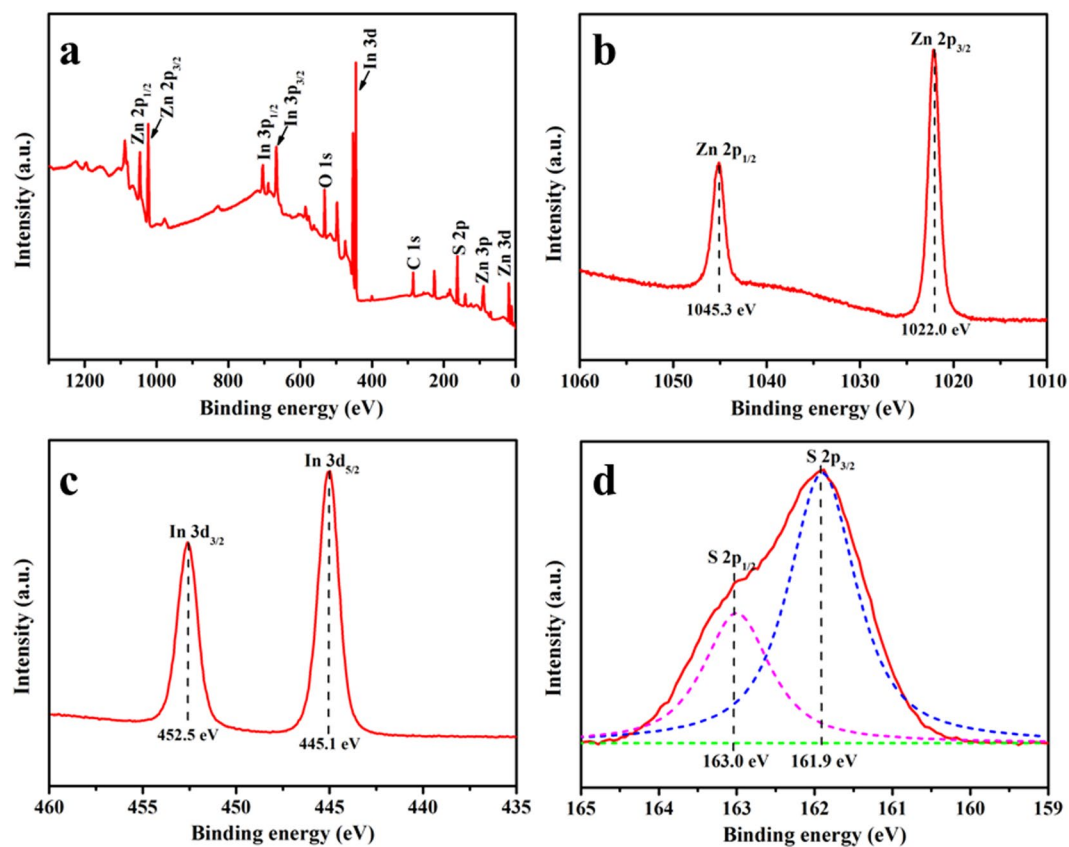 a
Zn 2p1/2
Zn 2p3/2
In 3p1/2
In 3p3/2
In 3d
O 1s
C 1s
S 2p
Zn 3p
Zn 3d
Intensity (a.u.)
1200 1000 800 600 400 200 0
Binding energy (eV)
b
Zn 2p3/2
Zn 2p1/2
1045.3 eV
1022.0 eV
Intensity (a.u.)
1060 1050 1040 1030 1020 1010
Binding energy (eV)
c
In 3d5/2
In 3d3/2
452.5 eV
445.1 eV
Intensity (a.u.)
460 455 450 445 440 435
Binding energy (eV)
d
S 2p3/2
S 2p1/2
163.0 eV
161.9 eV
Intensity (a.u.)
165 164 163 162 161 160 159
Binding energy (eV)